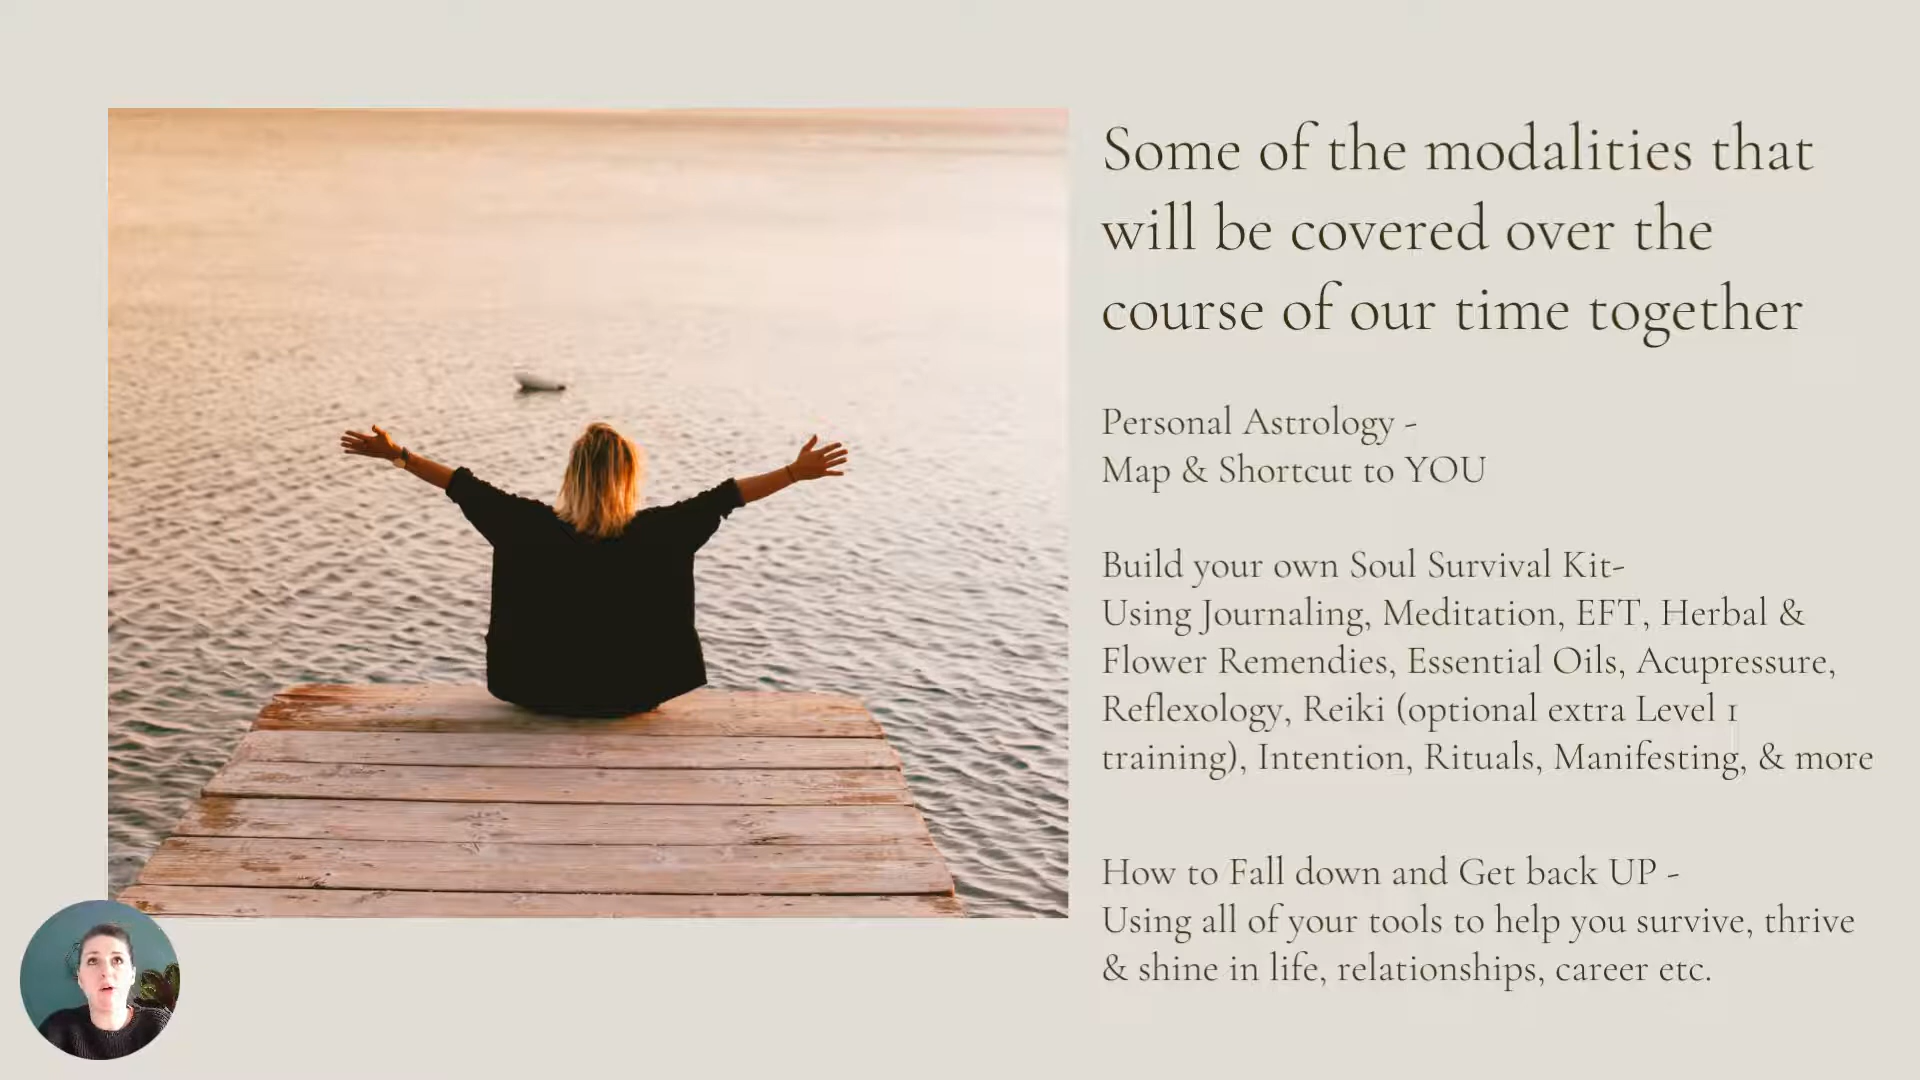 Some of the modalities that
will be covered over the
course of our time together
Personal Astrology -
Map & Shortcut to YOU
Build your own Soul Survival Kit-
Using Journaling, Meditation, EFT, Herbal &
Flower Remendies, Essential Oils, Acupressure,
Reflexology, Reiki (optional extra Level 1
training), Intention, Rituals, Manifesting, & more
How to Fall down and Get back UP -
Using all of your tools to help you survive, thrive
& shine in life, relationships, career etc.